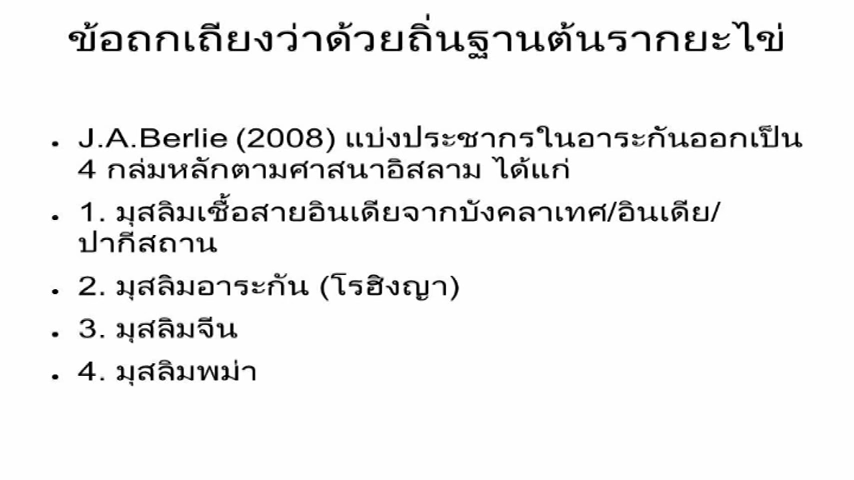 ข้อถกเถียงว่าด้วยถิ่นฐานต้นรากยะไข่
• J.A.Berlie (2008) แบ่งประชากรในอาระกันออกเป็น
4 กลุ่มหลักตามศาสนาอิสลาม ได้แก่
• 1. มุสลิมเชื้อสายอินเดียจากบังคลาเทศ/อินเดีย/
ปากีสถาน
• 2. มุสลิมอาระกัน (โรฮิงญา)
• 3. มุสลิมจีน
• 4. มุสลิมพม่า